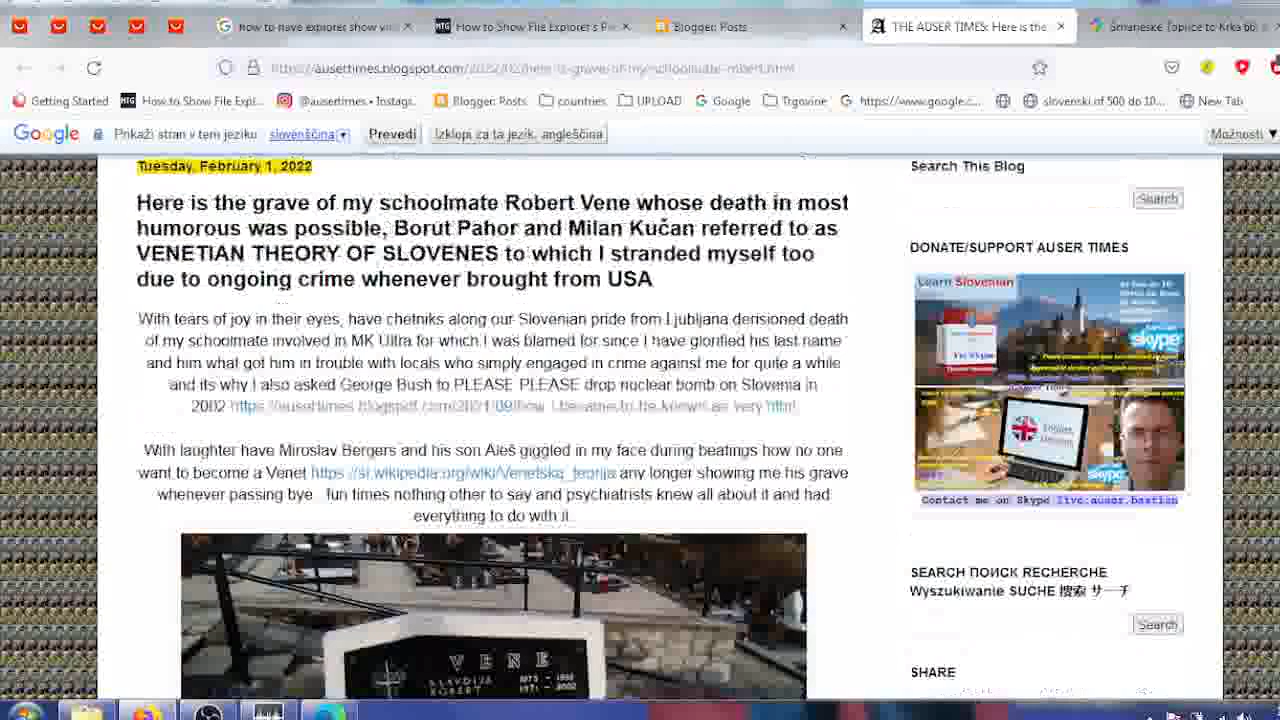 how to have explores show vid
How to Show File Explorer's Pr
Blogger: Posts
THE AUSER TIMES: Here is the
Šmarješke Toplice to Krka bb
https://ausertimes.blogspot.com/2022/02/here-is-grave-of-my-schoolmate-robert.html
Getting Started
How to Show File Expl...
@ausertimes • Instag...
Blogger: Posts
countries
UPLOAD
Google
Trgovine
https://www.google.c...
slovenski.of 500 do 10...
New Tab
Google Prikaži stran v tem jeziku: slovenščina Prevedi Izklopi za ta jezik: angleščina Možnosti
Tuesday, February 1, 2022
Here is the grave of my schoolmate Robert Vene whose death in most
humorous was possible, Borut Pahor and Milan Kučan referred to as
VENETIAN THEORY OF SLOVENES to which I stranded myself too
due to ongoing crime whenever brought from USA
With tears of joy in their eyes, have chetniks along our Slovenian pride from Ljubljana derisioned death
of my schoolmate involved in MK Ultra for which I was blamed for since I have glorified his last name
and him what got him in trouble with locals who simply engaged in crime against me for quite a while
and its why I also asked George Bush to PLEASE PLEASE drop nuclear bomb on Slovenia in
2002 https://ausertimes.blogspot.com/2021/09/how-i-became-to-be-known-as-very.html
With laughter have Miroslav Bergers and his son Aleš giggled in my face during beatings how no one
want to become a Venet https://sl.wikipedia.org/wiki/Venetska_teorija any longer showing me his grave
whenever passing bye fun times nothing other to say and psychiatrists knew all about it and had
everything to do with it.
VENE
ROBERT
Search This Blog
Search
DONATE/SUPPORT AUSER TIMES
Learn Slovenian
skype
skype
Contact me on Skype live:auser.bastian
SEARCH ПОИСК RECHERCHE
Wyszukiwanie SUCHE 搜索 サーチ
Search
SHARE